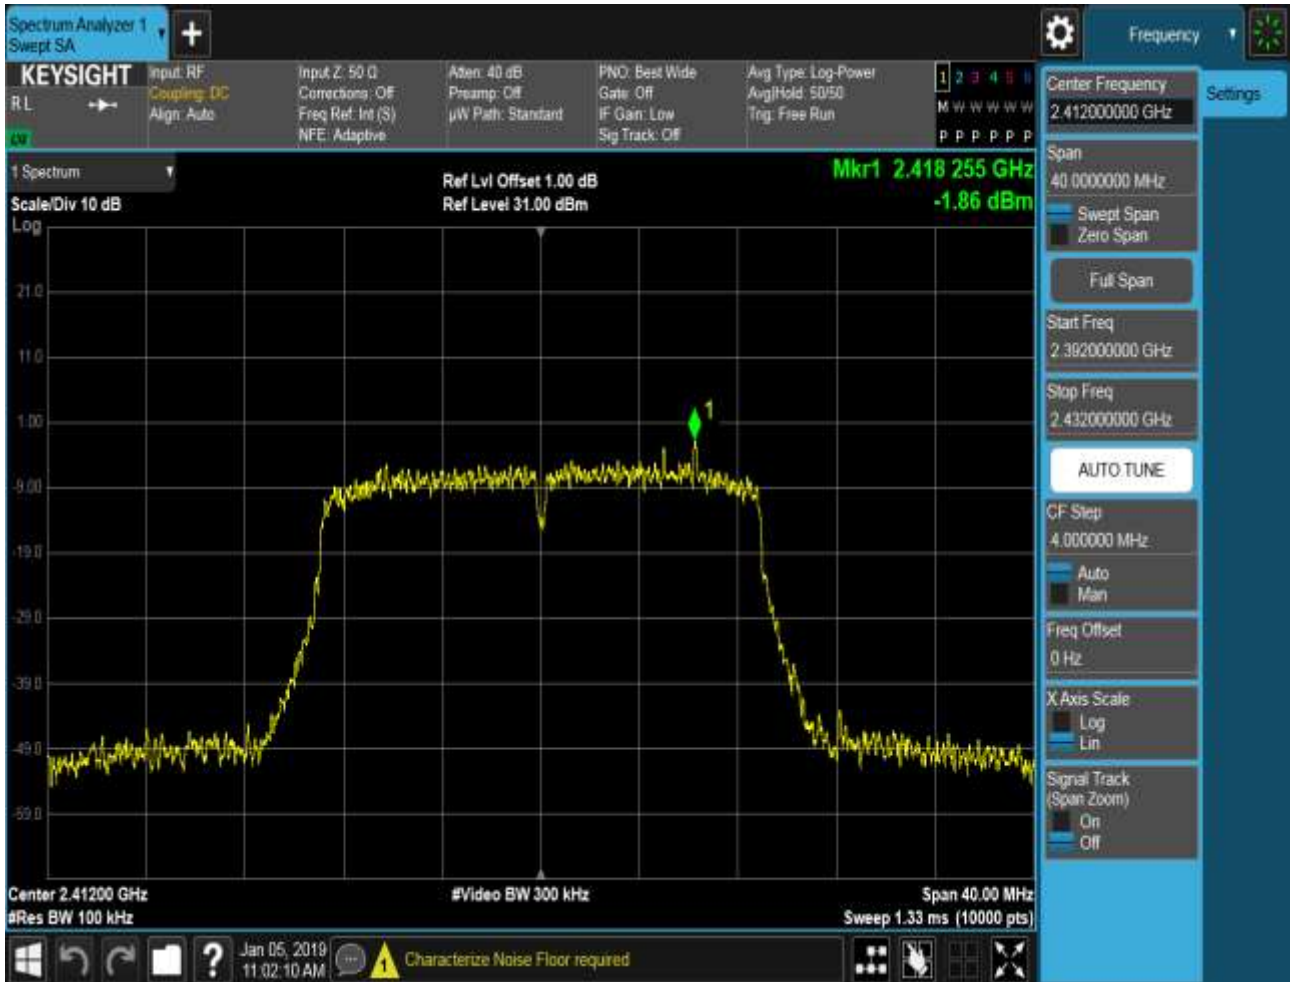 Spectrum Analyzer 1
Swept SA
Frequency
KEYSIGHT
RL
Input: RF
Coupling: DC
Align: Auto
Input Z: 50 Ω
Corrections: Off
Freq Ref: Int (S)
NFE: Adaptive
Atten: 40 dB
Preamp: Off
µW Path: Standard
PNO: Best Wide
Gate: Off
IF Gain: Low
Sig Track: Off
Avg Type: Log-Power
Avg|Hold: 50/50
Trig: Free Run
1 2 3 4 5 6
M W W W W W
P P P P P P
1 Spectrum
Scale/Div 10 dB
Log
Ref Lvl Offset 1.00 dB
Ref Level 31.00 dBm
Mkr1 2.418 255 GHz
-1.86 dBm
21.0
11.0
1.00
-9.00
-19.0
-29.0
-39.0
-49.0
-59.0
1
Center 2.41200 GHz
#Res BW 100 kHz
#Video BW 300 kHz
Span 40.00 MHz
Sweep 1.33 ms (10000 pts)
Center Frequency
2.412000000 GHz
Settings
Span
40.0000000 MHz
Swept Span
Zero Span
Full Span
Start Freq
2.392000000 GHz
Stop Freq
2.432000000 GHz
AUTO TUNE
CF Step
4.000000 MHz
Auto
Man
Freq Offset
0 Hz
X Axis Scale
Log
Lin
Signal Track
(Span Zoom)
On
Off
?
Jan 05, 2019
11:02:10 AM
1
Characterize Noise Floor required